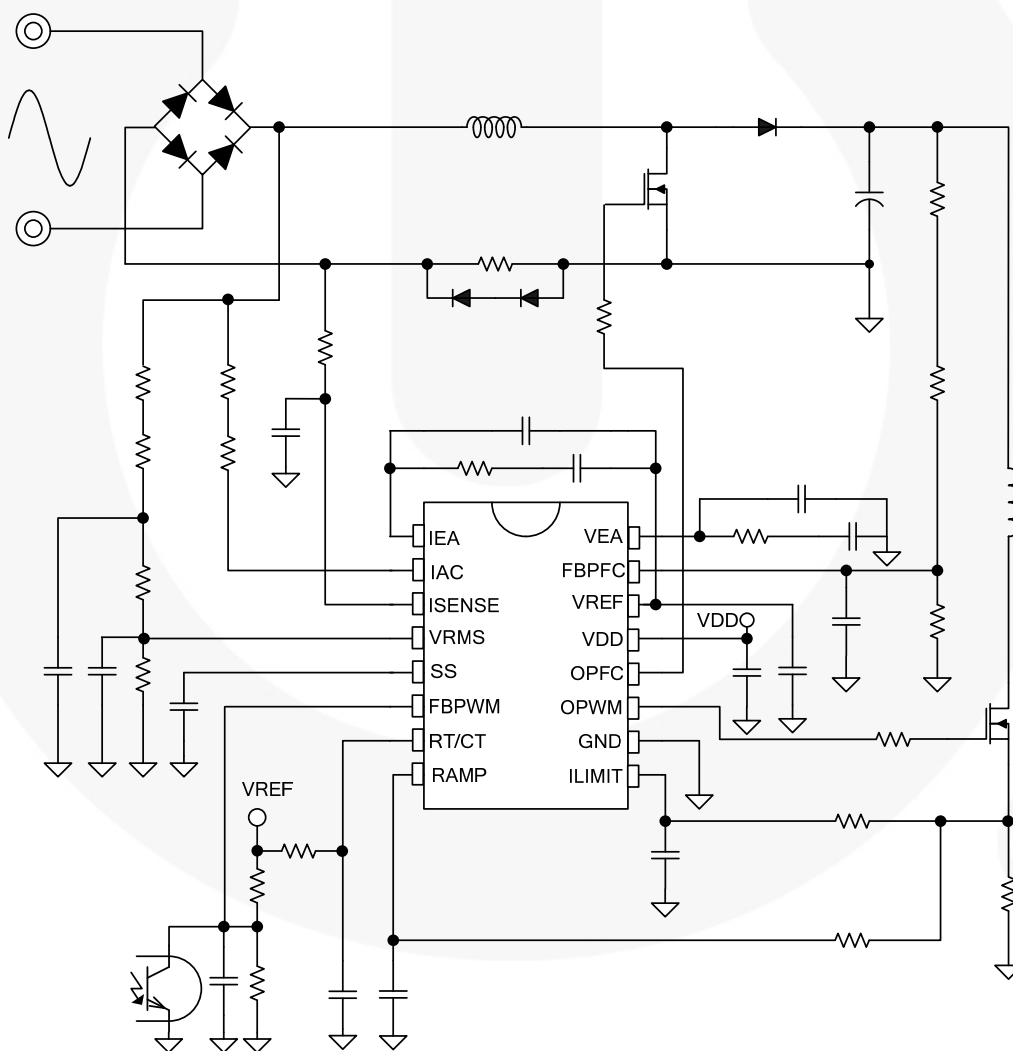 IEA
IAC
ISENSE
VRMS
SS
FBPWM
RT/CT
RAMP
VEA
FBPFC
VREF
VDD
OPFC
OPWM
GND
ILIMIT
VDD
VREF